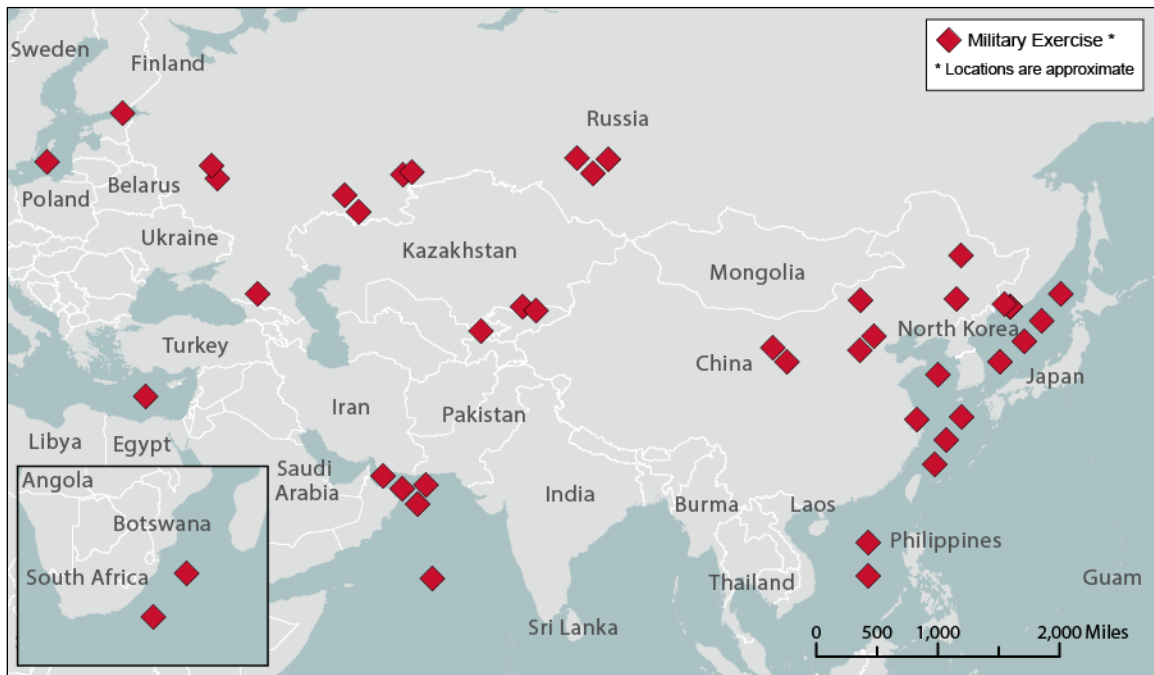 Military Exercise *
* Locations are approximate
Sweden
Finland
Russia
Poland
Belarus
Ukraine
Kazakhstan
Mongolia
North Korea
Turkey
China
Japan
Iran
Pakistan
Libya
Egypt
Saudi
Arabia
India
Burma
Laos
Philippines
Thailand
Guam
Sri Lanka
Angola
Botswana
South Africa
0 500 1,000 2,000 Miles